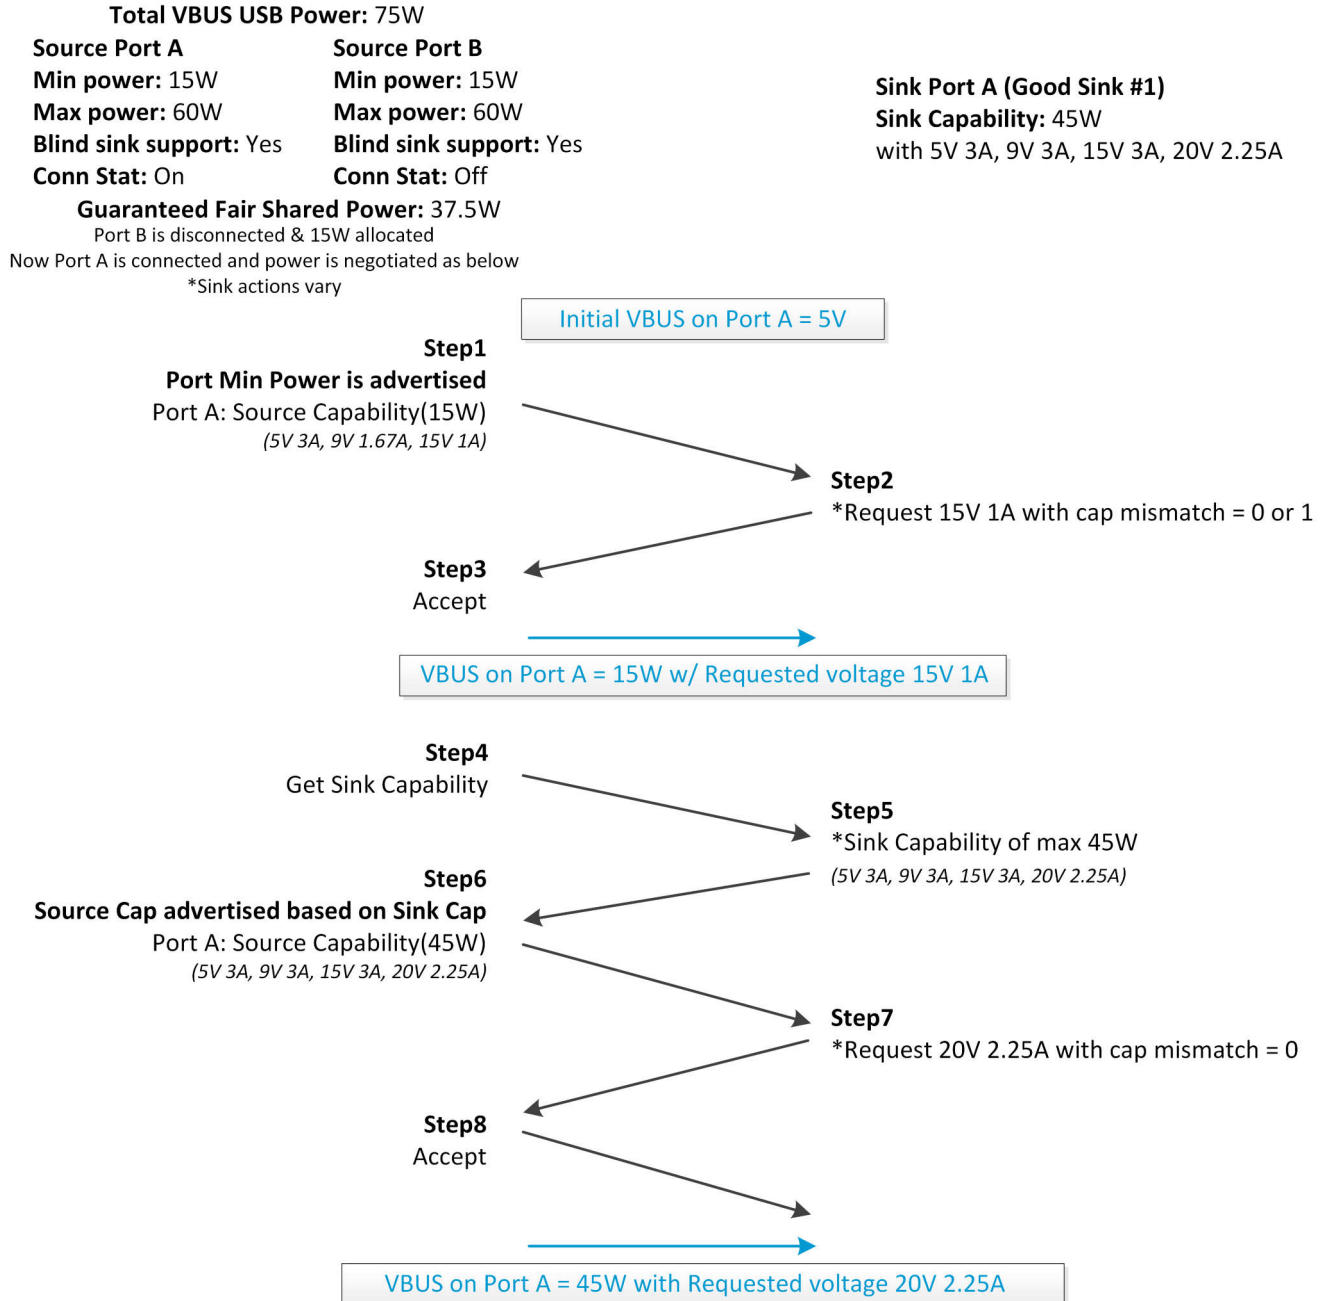 Total VBUS USB Power: 75W
Source Port A
Min power: 15W
Max power: 60W
Blind sink support: Yes
Conn Stat: On
Source Port B
Min power: 15W
Max power: 60W
Blind sink support: Yes
Conn Stat: Off
Guaranteed Fair Shared Power: 37.5W
Port B is disconnected & 15W allocated
Now Port A is connected and power is negotiated as below
*Sink actions vary
Sink Port A (Good Sink #1)
Sink Capability: 45W
with 5V 3A, 9V 3A, 15V 3A, 20V 2.25A
Initial VBUS on Port A = 5V
Step1
Port Min Power is advertised
Port A: Source Capability(15W)
(5V 3A, 9V 1.67A, 15V 1A)
Step2
*Request 15V 1A with cap mismatch = 0 or 1
Step3
Accept
VBUS on Port A = 15W w/ Requested voltage 15V 1A
Step4
Get Sink Capability
Step5
*Sink Capability of max 45W
(5V 3A, 9V 3A, 15V 3A, 20V 2.25A)
Step6
Source Cap advertised based on Sink Cap
Port A: Source Capability(45W)
(5V 3A, 9V 3A, 15V 3A, 20V 2.25A)
Step7
*Request 20V 2.25A with cap mismatch = 0
Step8
Accept
VBUS on Port A = 45W with Requested voltage 20V 2.25A